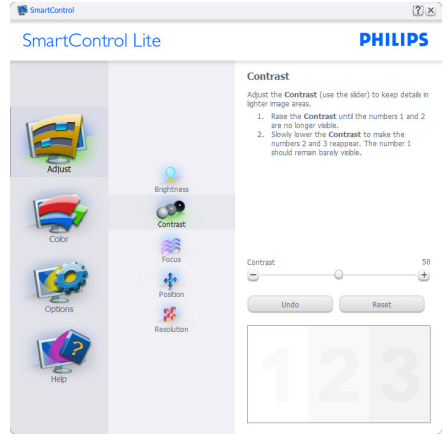 SmartControl
SmartControl Lite
PHILIPS
Adjust
Color
Options
Help
Brightness
Contrast
Focus
Position
Resolution
Contrast
Adjust the Contrast (use the slider) to keep details in
lighter image areas.
1. Raise the Contrast until the numbers 1 and 2
are no longer visible.
2. Slowly lower the Contrast to make the
numbers 2 and 3 reappear. The number 1
should remain barely visible.
Contrast 50
Undo Reset
1 2 3